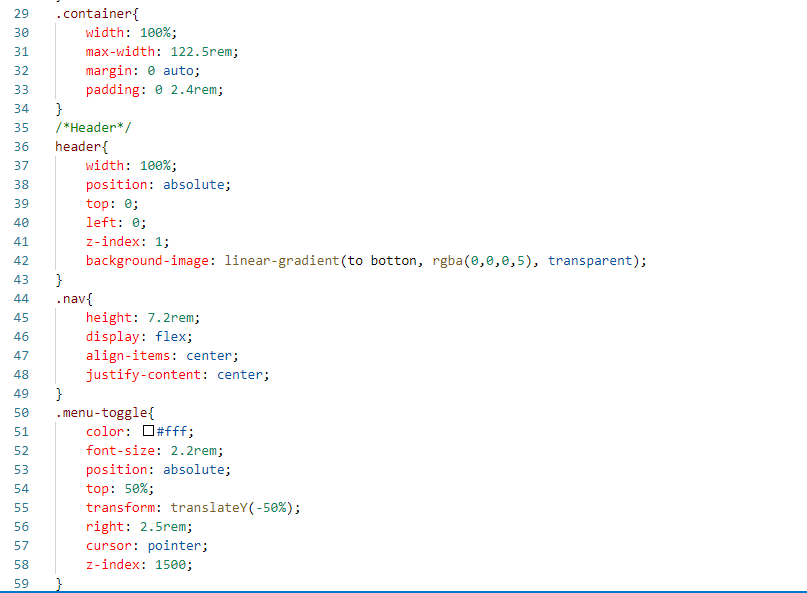 29 .container{
30 width: 100%;
31 max-width: 122.5rem;
32 margin: 0 auto;
33 padding: 0 2.4rem;
34 }
35 /*Header*/
36 header{
37 width: 100%;
38 position: absolute;
39 top: 0;
40 left: 0;
41 z-index: 1;
42 background-image: linear-gradient(to botton, rgba(0,0,0,5), transparent);
43 }
44 .nav{
45 height: 7.2rem;
46 display: flex;
47 align-items: center;
48 justify-content: center;
49 }
50 .menu-toggle{
51 color: #fff;
52 font-size: 2.2rem;
53 position: absolute;
54 top: 50%;
55 transform: translateY(-50%);
56 right: 2.5rem;
57 cursor: pointer;
58 z-index: 1500;
59 }